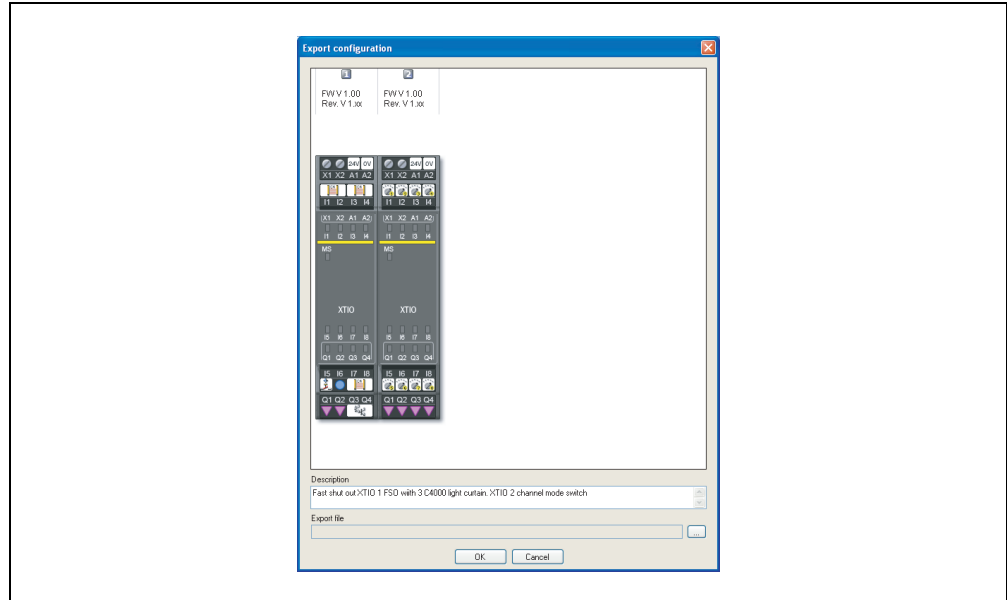 Export configuration
1 2
FW V 1.00 FW V 1.00
Rev. V 1.xx Rev. V 1.xx
24V 0V 24V 0V
X1 X2 A1 A2 X1 X2 A1 A2
I1 I2 I3 I4 I1 I2 I3 I4
(X1 X2 A1 A2) (X1 X2 A1 A2)
I1 I2 I3 I4 I1 I2 I3 I4
MS MS
XTIO XTIO
I5 I6 I7 I8 I5 I6 I7 I8
Q1 Q2 Q3 Q4 Q1 Q2 Q3 Q4
I5 I6 I7 I8 I5 I6 I7 I8
Q1 Q2 Q3 Q4 Q1 Q2 Q3 Q4
Description
Fast shut out XTIO 1 FSO with 3 C4000 light curtain. XTIO 2 channel mode switch
Export file
...
OK Cancel